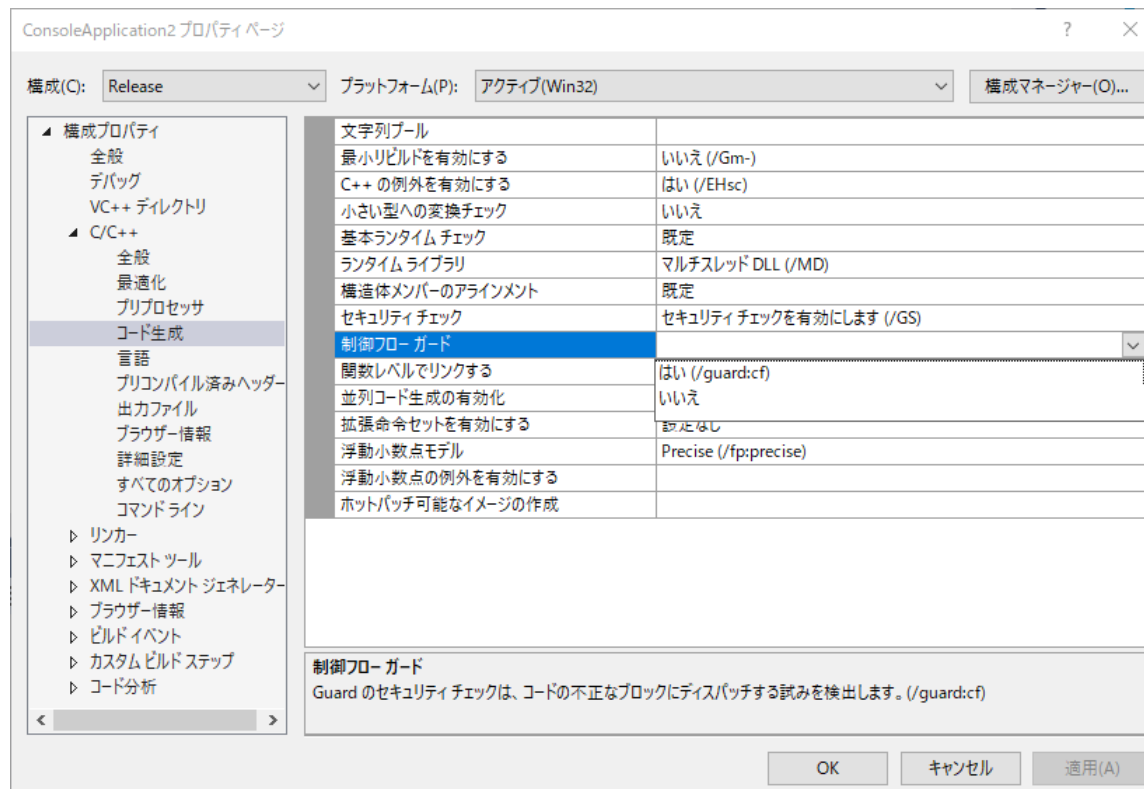 ConsoleApplication2 プロパティ ページ
?
構成(C): Release プラットフォーム(P): アクティブ(Win32) 構成マネージャー(O)...
構成プロパティ
全般
デバッグ
VC++ ディレクトリ
C/C++
全般
最適化
プリプロセッサ
コード生成
言語
プリコンパイル済みヘッダー
出力ファイル
ブラウザー情報
詳細設定
すべてのオプション
コマンド ライン
リンカー
マニフェスト ツール
XML ドキュメント ジェネレーター
ブラウザー情報
ビルド イベント
カスタム ビルド ステップ
コード分析
文字列プール
最小リビルドを有効にする いいえ (/Gm-)
C++ の例外を有効にする はい (/EHsc)
小さい型への変換チェック いいえ
基本ランタイム チェック 既定
ランタイム ライブラリ マルチスレッド DLL (/MD)
構造体メンバーのアラインメント 既定
セキュリティ チェック セキュリティ チェックを有効にします (/GS)
制御フロー ガード
関数レベルでリンクする はい (/guard:cf)
並列コード生成の有効化 いいえ
拡張命令セットを有効にする 設定なし
浮動小数点モデル Precise (/fp:precise)
浮動小数点の例外を有効にする
ホットパッチ可能なイメージの作成
制御フロー ガード
Guard のセキュリティ チェックは、コードの不正なブロックにディスパッチする試みを検出します。(/guard:cf)
OK キャンセル 適用(A)